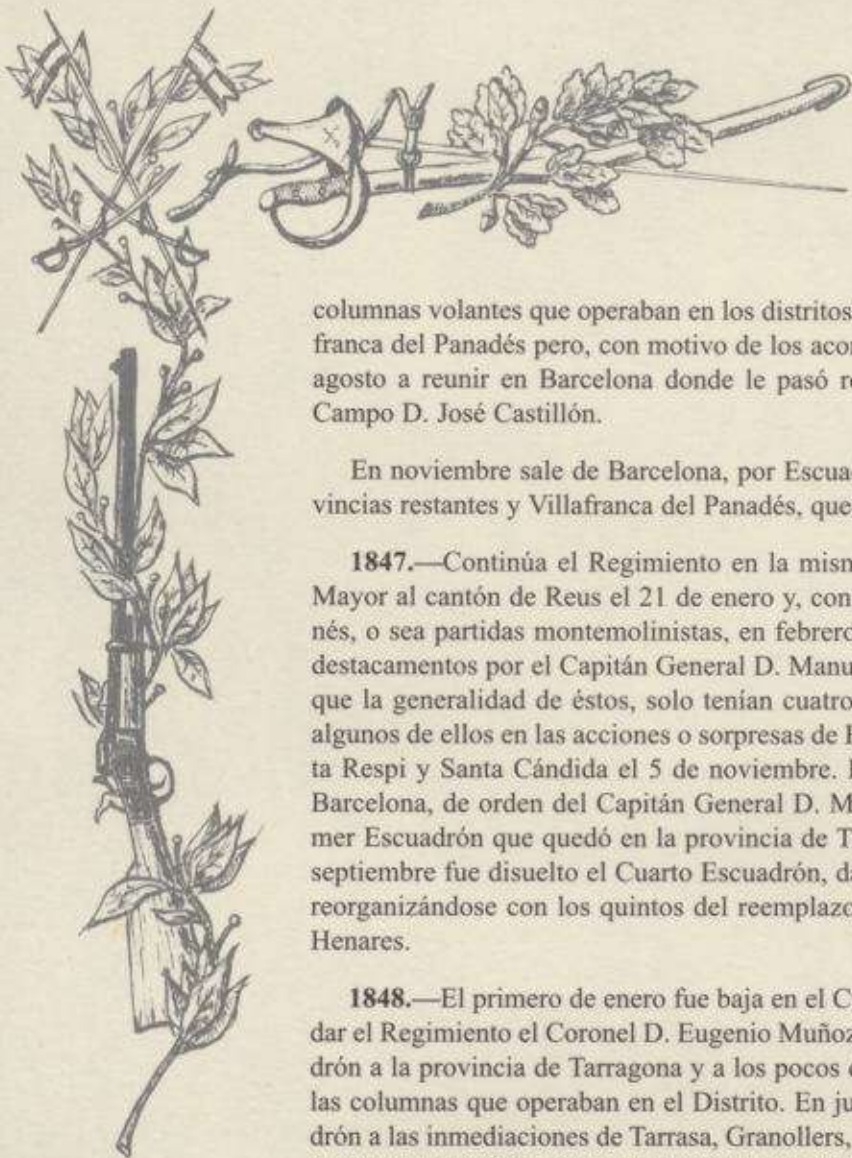 columnas volantes que operaban en los distritos
franca del Panadés pero, con motivo de los acon
agosto a reunir en Barcelona donde le pasó re
Campo D. José Castillón.
En noviembre sale de Barcelona, por Escuad
vincias restantes y Villafranca del Panadés, que
1847.—Continúa el Regimiento en la mism
Mayor al cantón de Reus el 21 de enero y, con
nés, o sea partidas montemolinistas, en febrero
destacamentos por el Capitán General D. Manu
que la generalidad de éstos, solo tenían cuatro
algunos de ellos en las acciones o sorpresas de
ta Respi y Santa Cándida el 5 de noviembre.
Barcelona, de orden del Capitán General D. M
mer Escuadrón que quedó en la provincia de T
septiembre fue disuelto el Cuarto Escuadrón, da
reorganizándose con los quintos del reemplazo
Henares.
1848.—El primero de enero fue baja en el C
dar el Regimiento el Coronel D. Eugenio Muñoz
drón a la provincia de Tarragona y a los pocos
las columnas que operaban en el Distrito. En ju
drón a las inmediaciones de Tarrasa, Granollers,